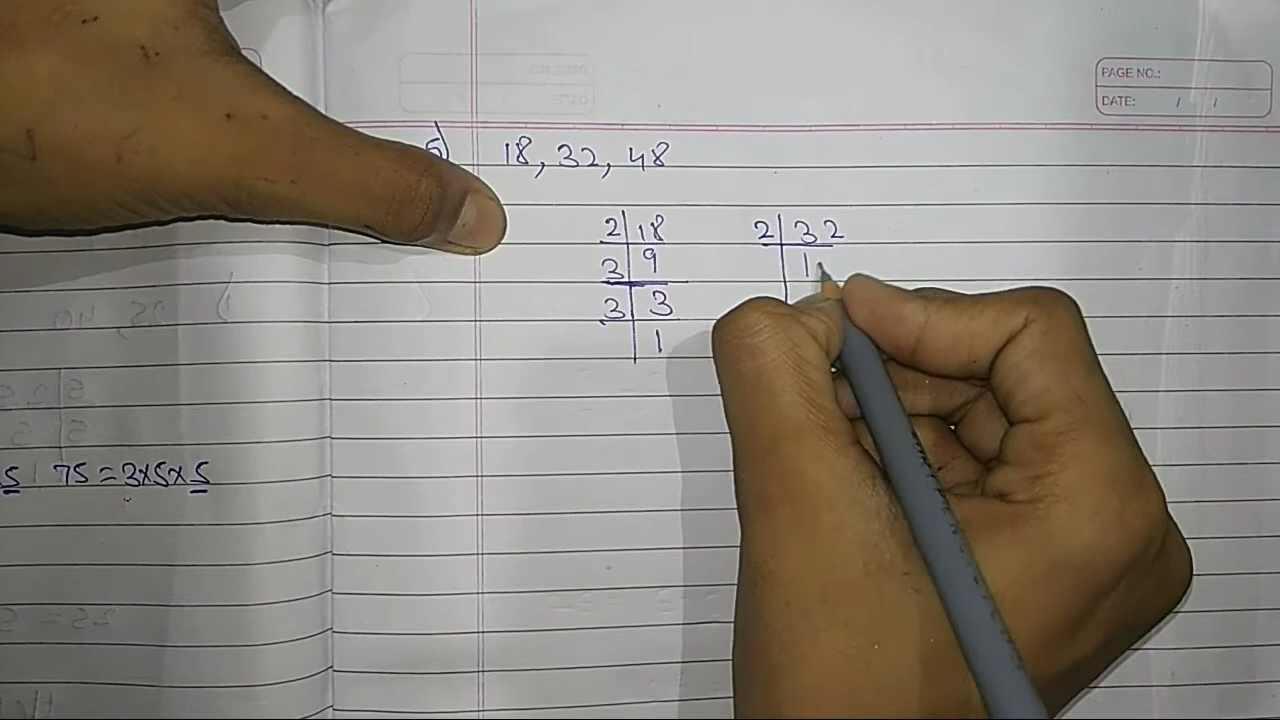 PAGE NO.:
DATE: / /
5) 18, 32, 48
2 18 2 32
3 9 1
3 3
1
5 75 = 3×5×5